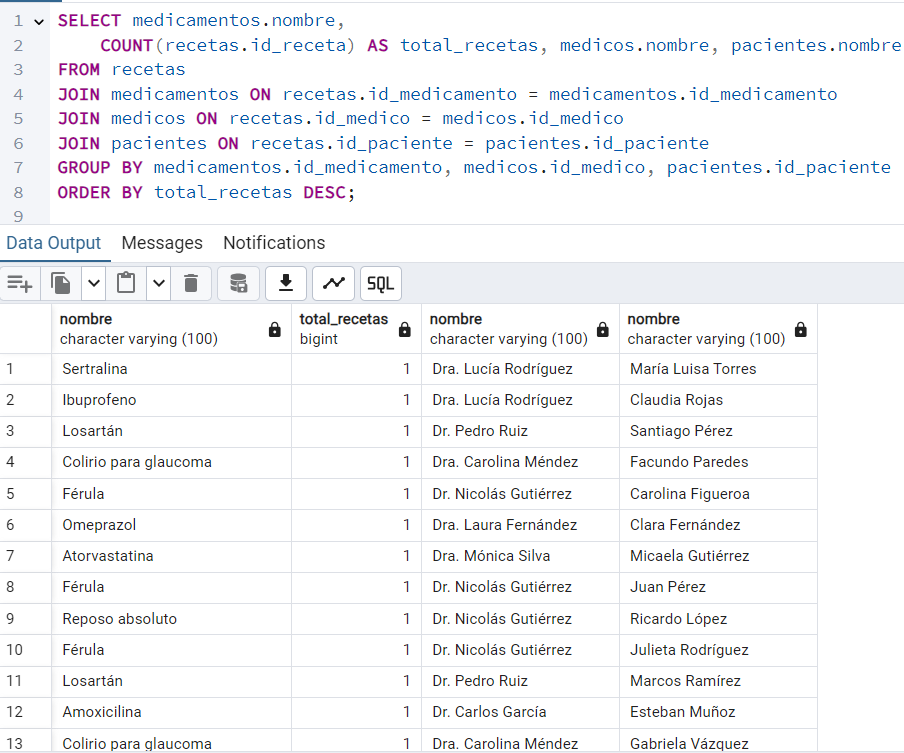 1 SELECT medicamentos.nombre,
2 COUNT(recetas.id_receta) AS total_recetas, medicos.nombre, pacientes.nombre
3 FROM recetas
4 JOIN medicamentos ON recetas.id_medicamento = medicamentos.id_medicamento
5 JOIN medicos ON recetas.id_medico = medicos.id_medico
6 JOIN pacientes ON recetas.id_paciente = pacientes.id_paciente
7 GROUP BY medicamentos.id_medicamento, medicos.id_medico, pacientes.id_paciente
8 ORDER BY total_recetas DESC;
9
Data Output Messages Notifications
SQL
nombre total_recetas nombre nombre
character varying (100) bigint character varying (100) character varying (100)
1 Sertralina 1 Dra. Lucía Rodríguez María Luisa Torres
2 Ibuprofeno 1 Dra. Lucía Rodríguez Claudia Rojas
3 Losartán 1 Dr. Pedro Ruiz Santiago Pérez
4 Colirio para glaucoma 1 Dra. Carolina Méndez Facundo Paredes
5 Férula 1 Dr. Nicolás Gutiérrez Carolina Figueroa
6 Omeprazol 1 Dra. Laura Fernández Clara Fernández
7 Atorvastatina 1 Dra. Mónica Silva Micaela Gutiérrez
8 Férula 1 Dr. Nicolás Gutiérrez Juan Pérez
9 Reposo absoluto 1 Dr. Nicolás Gutiérrez Ricardo López
10 Férula 1 Dr. Nicolás Gutiérrez Julieta Rodríguez
11 Losartán 1 Dr. Pedro Ruiz Marcos Ramírez
12 Amoxicilina 1 Dr. Carlos García Esteban Muñoz
13 Colirio para glaucoma 1 Dra. Carolina Méndez Gabriela Vázquez